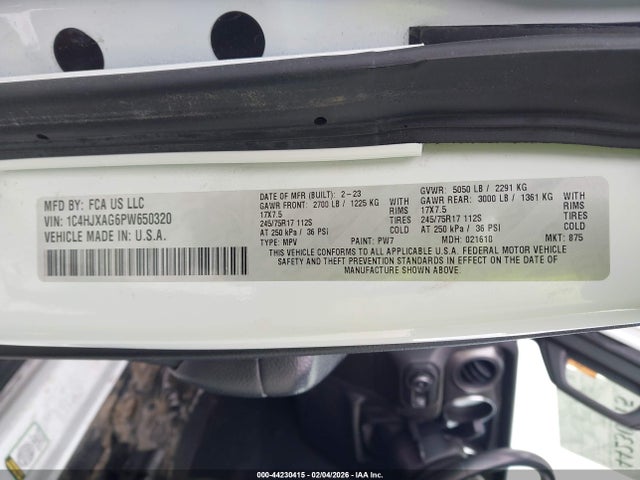 MFD BY: FCA US LLC
VIN: 1C4HJXAG6PW650320
VEHICLE MADE IN: U.S.A.
DATE OF MFR (BUILT): 2-23
GAWR FRONT: 2700 LB / 1225 KG WITH
17X7.5 RIMS
245/75R17 112S TIRES
AT 250 kPa / 36 PSI COLD
TYPE: MPV PAINT: PW7
GVWR: 5050 LB / 2291 KG
GAWR REAR: 3000 LB / 1361 KG WITH
17X7.5 RIMS
245/75R17 112S TIRES
AT 250 kPa / 36 PSI COLD
MDH: 021610 MKT: 875
THIS VEHICLE CONFORMS TO ALL APPLICABLE U.S.A. FEDERAL MOTOR VEHICLE
SAFETY AND THEFT PREVENTION STANDARDS IN EFFECT ON THE DATE OF
MANUFACTURE SHOWN ABOVE.
000-44230415 - 02/04/2026 - IAA, Inc.